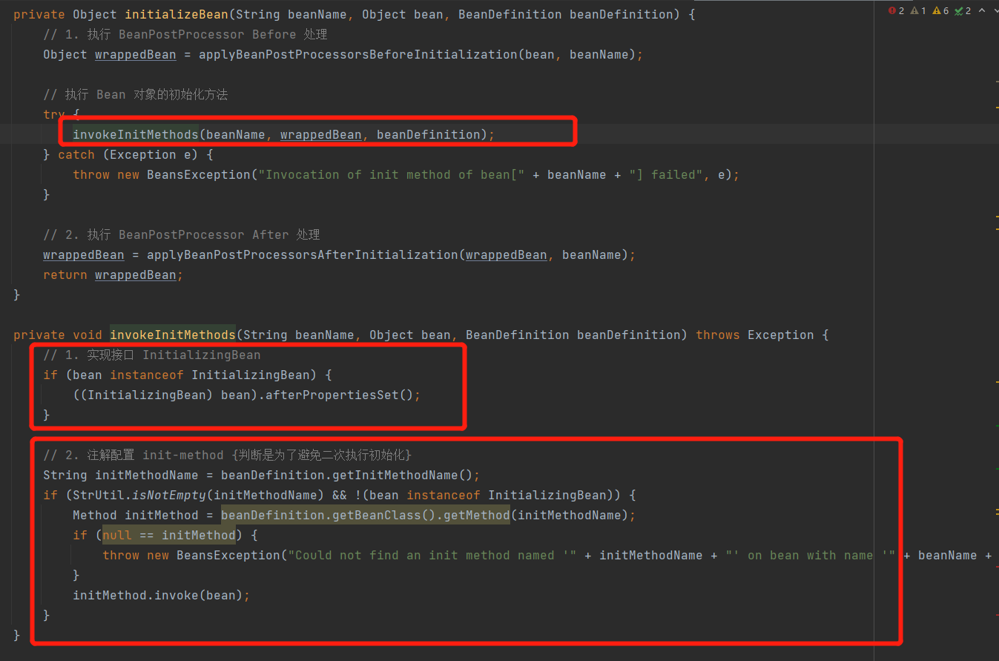 private Object initializeBean(String beanName, Object bean, BeanDefinition beanDefinition) {
2 1 6 2
// 1. 执行 BeanPostProcessor Before 处理
Object wrappedBean = applyBeanPostProcessorsBeforeInitialization(bean, beanName);
// 执行 Bean 对象的初始化方法
try {
invokeInitMethods(beanName, wrappedBean, beanDefinition);
} catch (Exception e) {
throw new BeansException("Invocation of init method of bean[" + beanName + "] failed", e);
}
// 2. 执行 BeanPostProcessor After 处理
wrappedBean = applyBeanPostProcessorsAfterInitialization(wrappedBean, beanName);
return wrappedBean;
}
private void invokeInitMethods(String beanName, Object bean, BeanDefinition beanDefinition) throws Exception {
// 1. 实现接口 InitializingBean
if (bean instanceof InitializingBean) {
((InitializingBean) bean).afterPropertiesSet();
}
// 2. 注解配置 init-method {判断是为了避免二次执行初始化}
String initMethodName = beanDefinition.getInitMethodName();
if (StrUtil.isNotEmpty(initMethodName) && !(bean instanceof InitializingBean)) {
Method initMethod = beanDefinition.getBeanClass().getMethod(initMethodName);
if (null == initMethod) {
throw new BeansException("Could not find an init method named '" + initMethodName + "' on bean with name '" + beanName +
}
initMethod.invoke(bean);
}
}